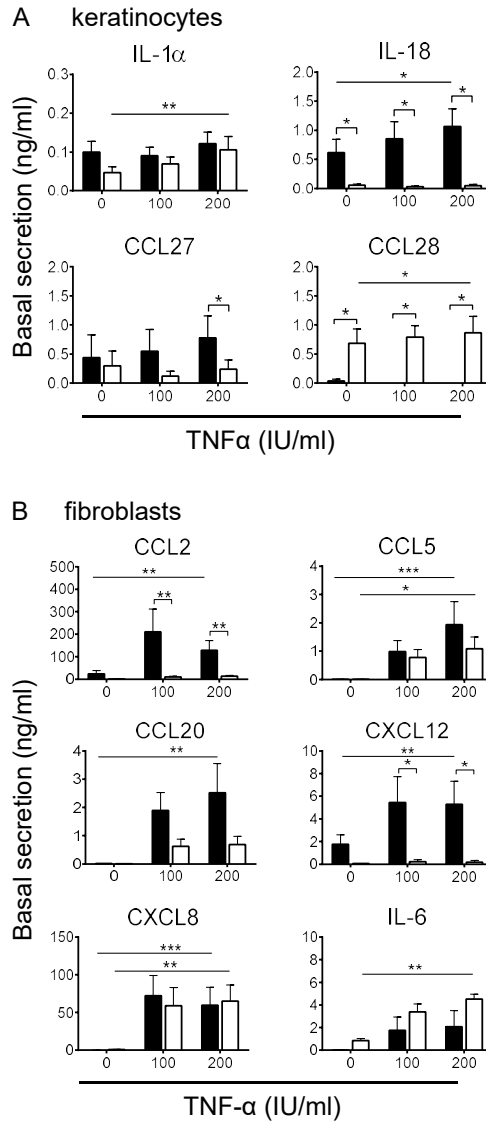 A keratinocytes
IL-1α IL-18
0.3 2.0
** *
0.2 1.5
* * *
1.0
0.1 0.5
0.0 0.0
0 100 200 0 100 200
CCL27 CCL28
2.0 2.0
*
1.5 1.5
* * * *
1.0 1.0
0.5 0.5
0.0 0.0
0 100 200 0 100 200
Basal secretion (ng/ml)
TNFα (IU/ml)
B fibroblasts
CCL2 CCL5
500 4
** ***
400 *
300 ** ** 3
200 2
100 1
0 0
0 100 200 0 100 200
CCL20 CXCL12
4 10
** **
3 8 * *
2 6
1 4
2
0 0
0 100 200 0 100 200
CXCL8 IL-6
150 10
***
** 8 **
100 6
50 4
2
0 0
0 100 200 0 100 200
Basal secretion (ng/ml)
TNF-α (IU/ml)